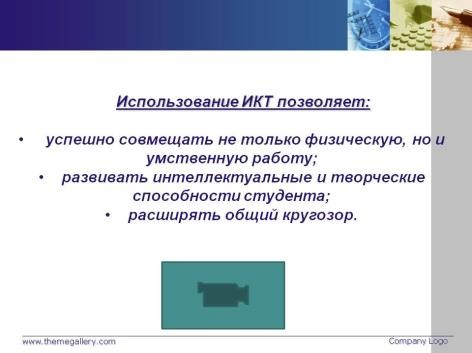 Использование ИКТ позволяет:
• успешно совмещать не только физическую, но и
умственную работу;
• развивать интеллектуальные и творческие
способности студента;
• расширять общий кругозор.
www.themegallery.com
Company Logo